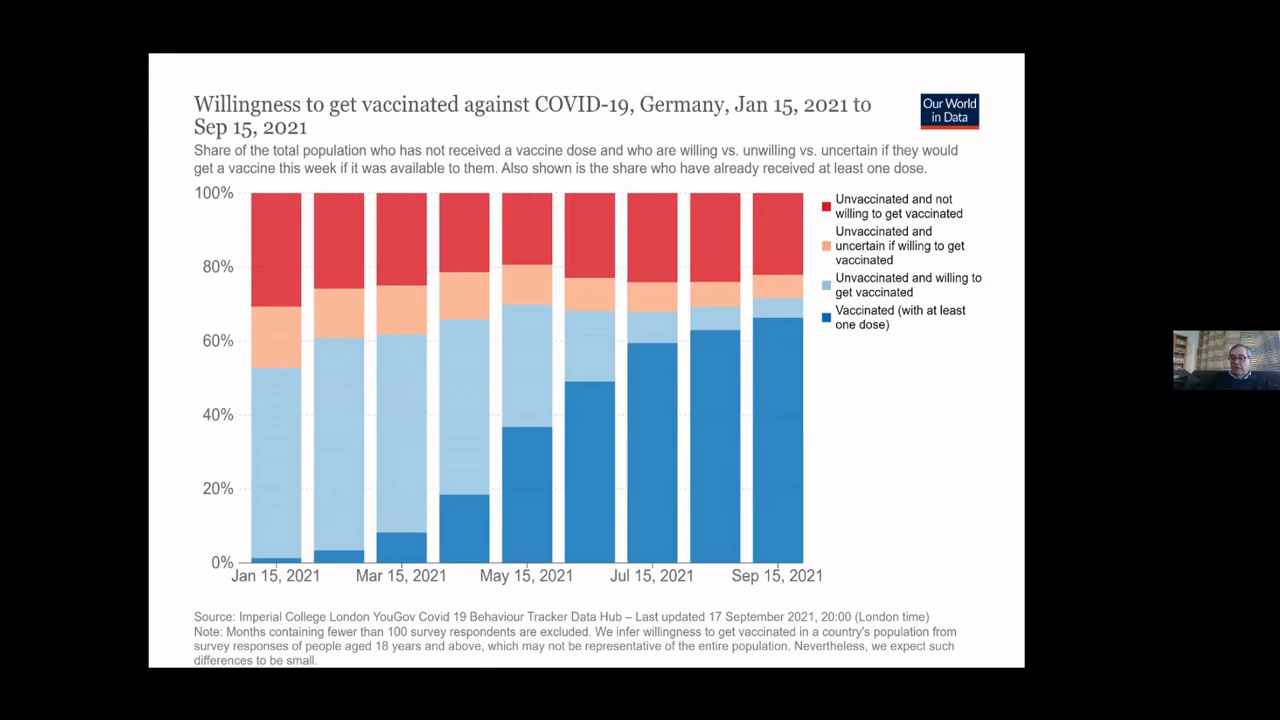 Willingness to get vaccinated against COVID-19, Germany, Jan 15, 2021 to
Sep 15, 2021
Our World
in Data
Share of the total population who has not received a vaccine dose and who are willing vs. unwilling vs. uncertain if they would
get a vaccine this week if it was available to them. Also shown is the share who have already received at least one dose.
100%
80%
60%
40%
20%
0%
Unvaccinated and not
willing to get vaccinated
Unvaccinated and
uncertain if willing to get
vaccinated
Unvaccinated and willing to
get vaccinated
Vaccinated (with at least
one dose)
Jan 15, 2021
Mar 15, 2021
May 15, 2021
Jul 15, 2021
Sep 15, 2021
Source: Imperial College London YouGov Covid 19 Behaviour Tracker Data Hub – Last updated 17 September 2021, 20:00 (London time)
Note: Months containing fewer than 100 survey respondents are excluded. We infer willingness to get vaccinated in a country's population from
survey responses of people aged 18 years and above, which may not be representative of the entire population. Nevertheless, we expect such
differences to be small.